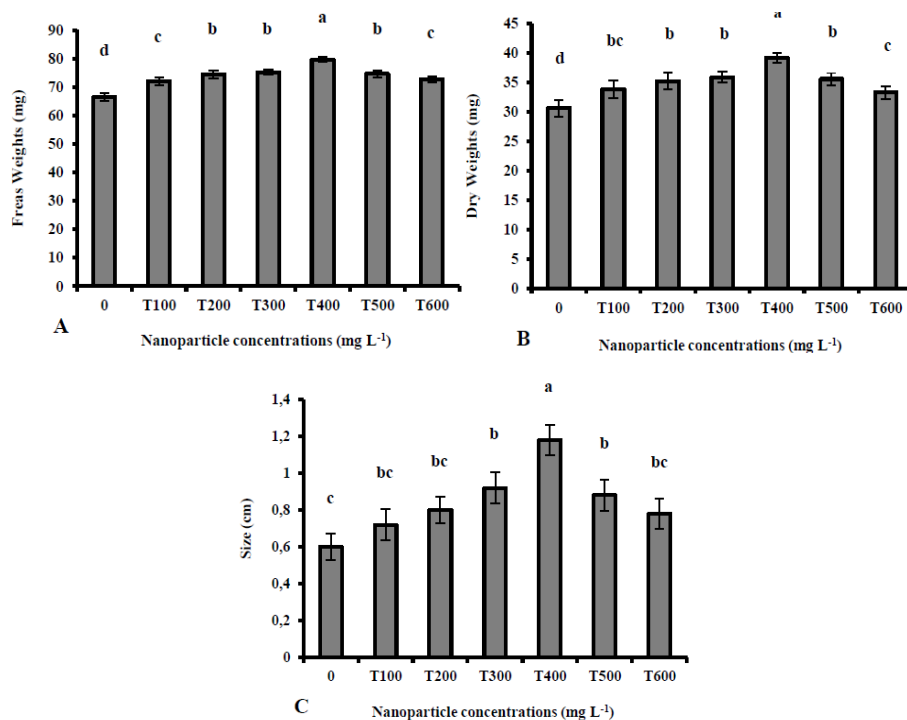 Freas Weights (mg)
90
80
70
60
50
40
30
20
10
0
d c b b a b c
0 T100 T200 T300 T400 T500 T600
A
Nanoparticle concentrations (mg L⁻¹)
Dry Weights (mg)
45
40
35
30
25
20
15
10
5
0
d bc b b a b c
0 T100 T200 T300 T400 T500 T600
B
Nanoparticle concentrations (mg L⁻¹)
Size (cm)
1,4
1,2
1
0,8
0,6
0,4
0,2
0
c bc bc b a b bc
0 T100 T200 T300 T400 T500 T600
C
Nanoparticle concentrations (mg L⁻¹)